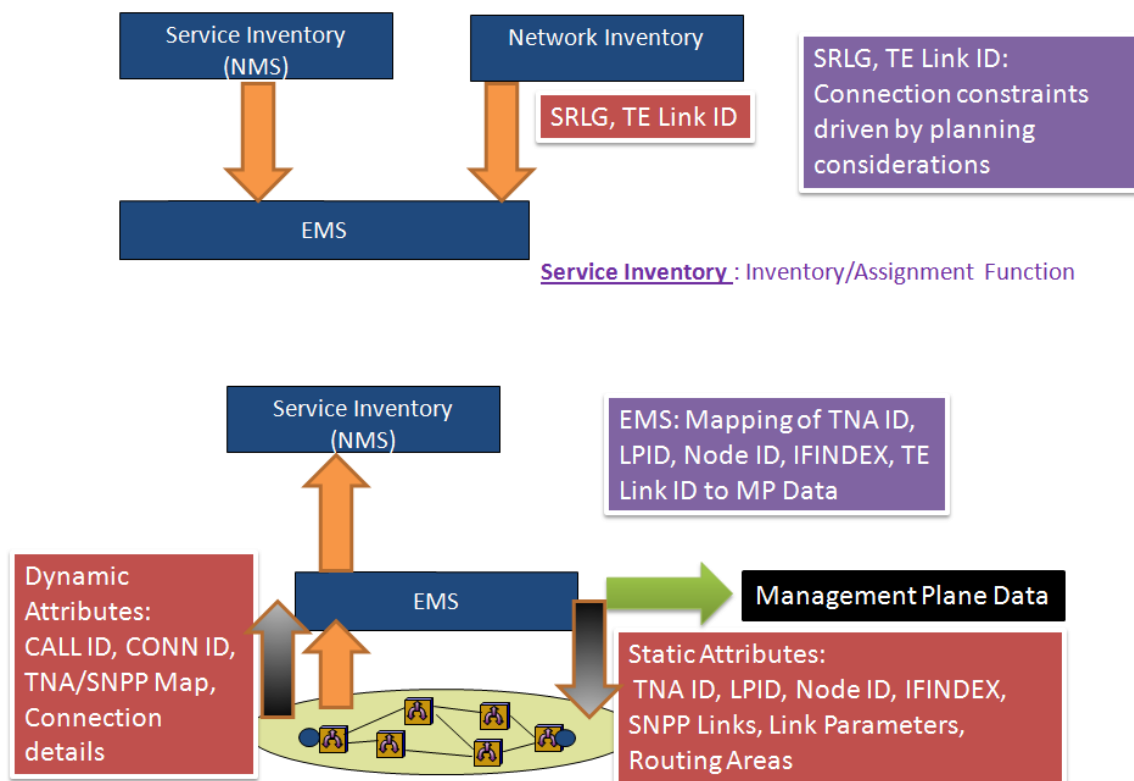 Service Inventory
(NMS)
Network Inventory
SRLG, TE Link ID
SRLG, TE Link ID:
Connection constraints
driven by planning
considerations
EMS
Service Inventory : Inventory/Assignment Function
Service Inventory
(NMS)
EMS: Mapping of TNA ID,
LPID, Node ID, IFINDEX, TE
Link ID to MP Data
Dynamic
Attributes:
CALL ID, CONN ID,
TNA/SNPP Map,
Connection
details
EMS
Management Plane Data
Static Attributes:
TNA ID, LPID, Node ID, IFINDEX,
SNPP Links, Link Parameters,
Routing Areas